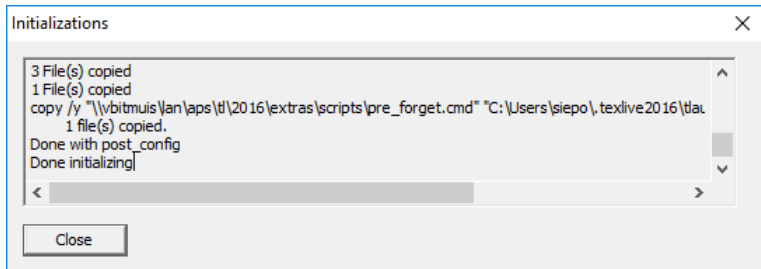 Initializations
3 File(s) copied
1 File(s) copied
copy /y "\\vbitmuis\lan\aps\tl\2016\extras\scripts\pre_forget.cmd" "C:\Users\siepo\.texlive2016\tlau
1 file(s) copied.
Done with post_config
Done initializing
Close